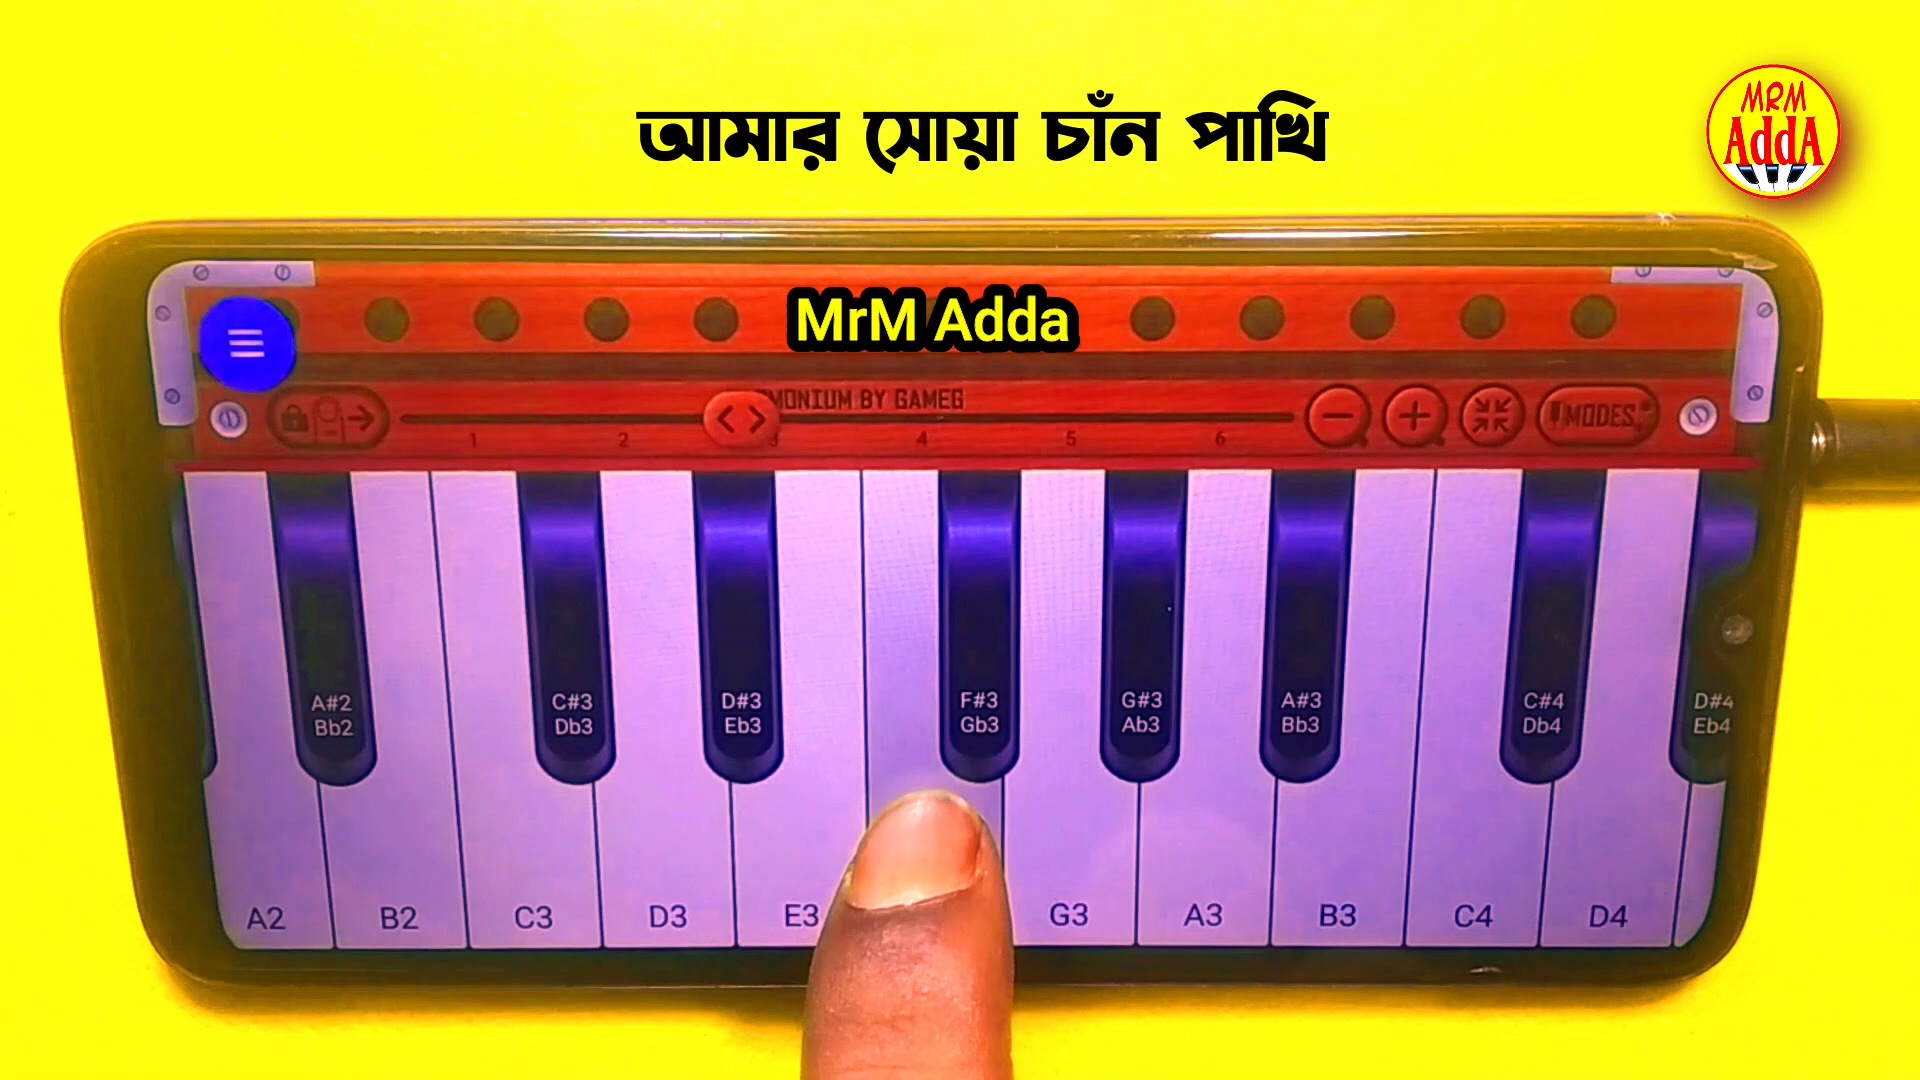 আমার সোয়া চাঁন পাখি
MRM
AddA
MrM Adda
MONIUM BY GAMEG
MODES
1 2 3 4 5 6
A#2 C#3 D#3 F#3 G#3 A#3 C#4 D#4
Bb2 Db3 Eb3 Gb3 Ab3 Bb3 Db4 Eb4
A2 B2 C3 D3 E3 G3 A3 B3 C4 D4